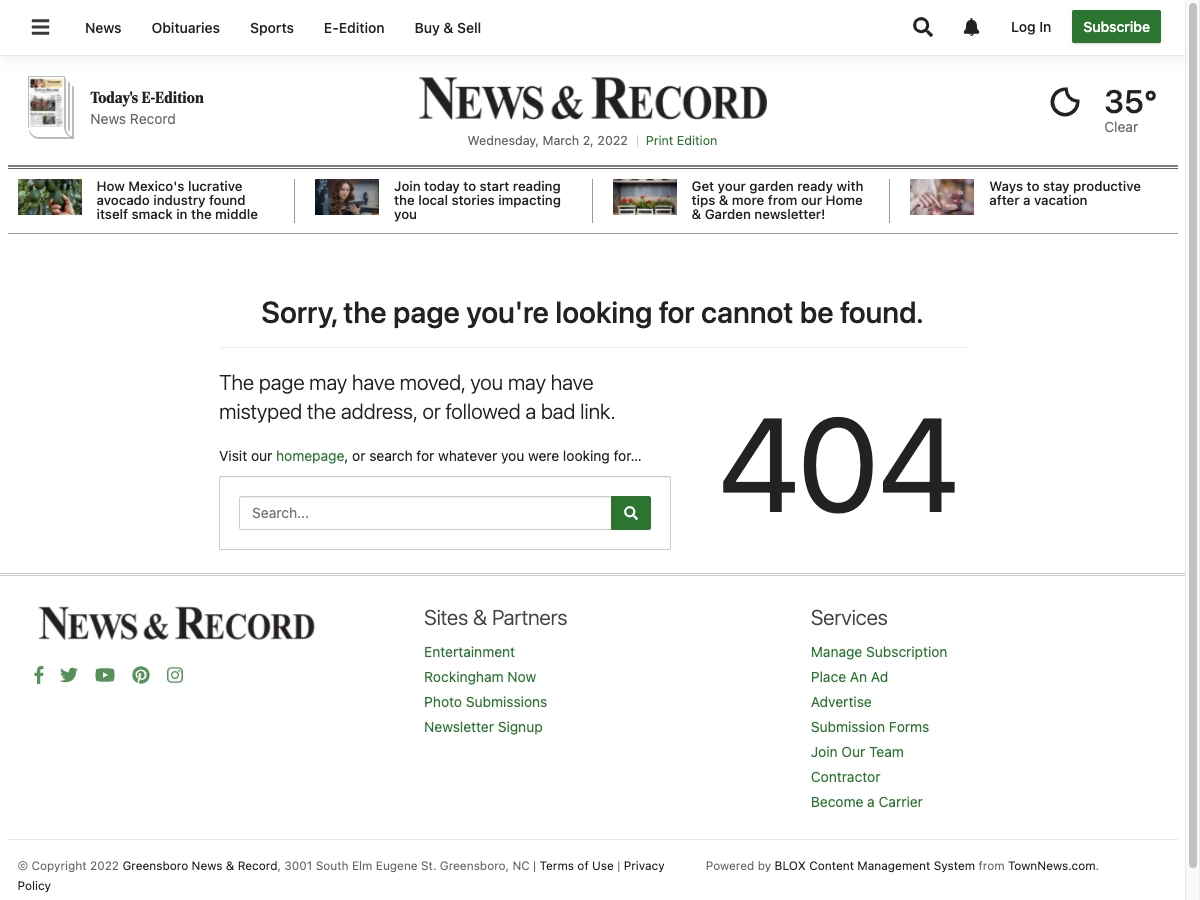 News
Obituaries
Sports
E-Edition
Buy & Sell
Log In
Subscribe
Today's E-Edition
News Record
NEWS & RECORD
Wednesday, March 2, 2022
Print Edition
35°
Clear
How Mexico's lucrative
avocado industry found
itself smack in the middle
Join today to start reading
the local stories impacting
you
Get your garden ready with
tips & more from our Home
& Garden newsletter!
Ways to stay productive
after a vacation
Sorry, the page you're looking for cannot be found.
The page may have moved, you may have
mistyped the address, or followed a bad link.
Visit our homepage, or search for whatever you were looking for...
Search...
404
NEWS & RECORD
Sites & Partners
Entertainment
Rockingham Now
Photo Submissions
Newsletter Signup
Services
Manage Subscription
Place An Ad
Advertise
Submission Forms
Join Our Team
Contractor
Become a Carrier
© Copyright 2022 Greensboro News & Record, 3001 South Elm Eugene St. Greensboro, NC | Terms of Use | Privacy
Policy
Powered by BLOX Content Management System from TownNews.com.